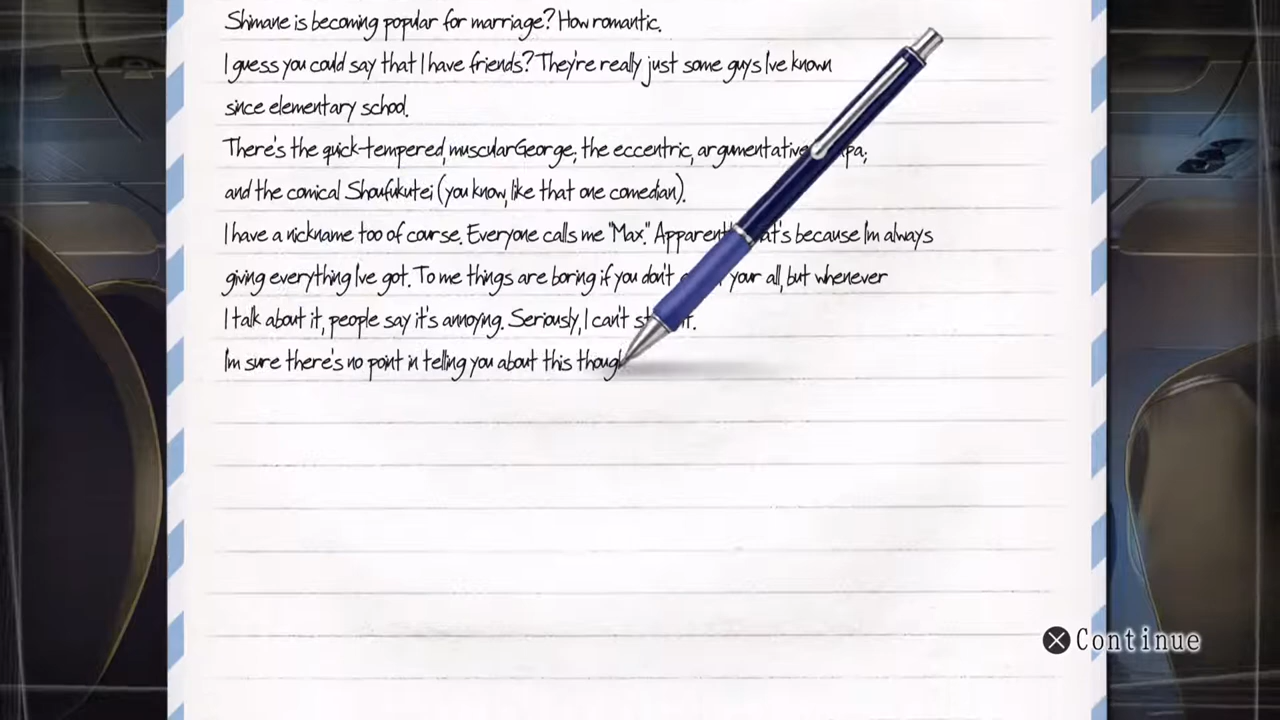 Shimane is becoming popular for marriage? How romantic.
I guess you could say that I have friends? They're really just some guys I've known
since elementary school.
There's the quick-tempered, muscular George; the eccentric, argumentative
and the comical Shoufukutei (you know, like that one comedian).
I have a nickname too of course. Everyone calls me "Max." because I'm always
giving everything I've got. To me things are boring if you don't your all, but whenever
I talk about it, people say it's annoying. Seriously, I can't
I'm sure there's no point in telling you about this
Continue